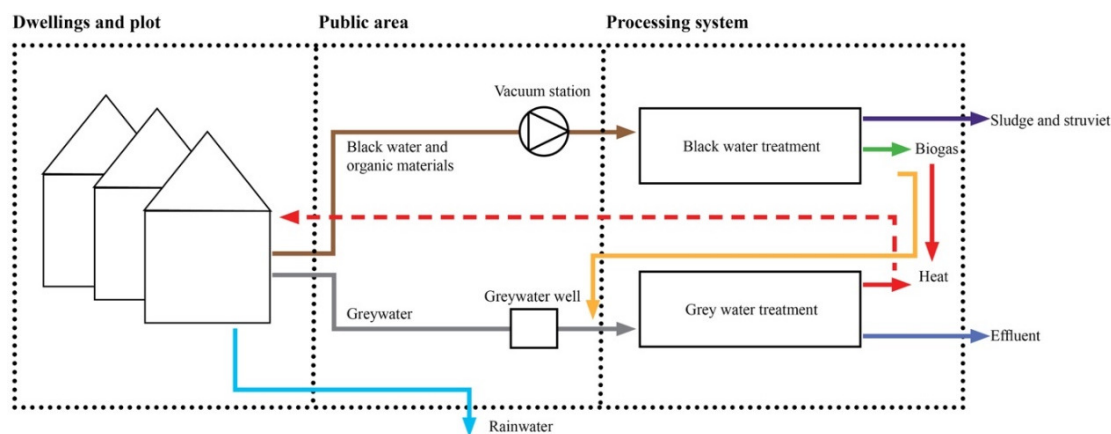 Dwellings and plot
Public area
Processing system
Vacuum station
Black water and
organic materials
Black water treatment
Sludge and struviet
Biogas
Heat
Greywater well
Greywater
Grey water treatment
Effluent
Rainwater